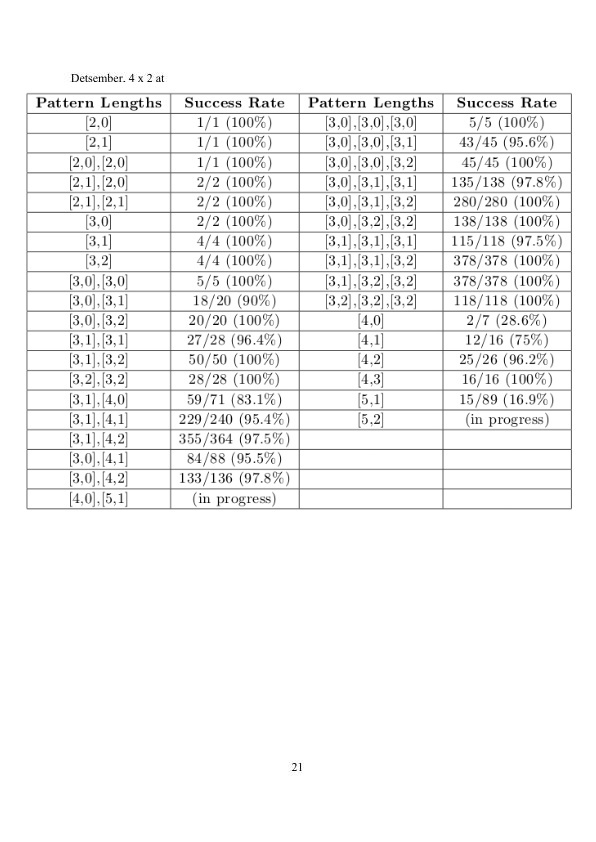 Detsember. 4 x 2 at
Pattern Lengths Success Rate Pattern Lengths Success Rate
[2,0] 1/1 (100%) [3,0],[3,0],[3,0] 5/5 (100%)
[2,1] 1/1 (100%) [3,0],[3,0],[3,1] 43/45 (95.6%)
[2,0],[2,0] 1/1 (100%) [3,0],[3,0],[3,2] 45/45 (100%)
[2,1],[2,0] 2/2 (100%) [3,0],[3,1],[3,1] 135/138 (97.8%)
[2,1],[2,1] 2/2 (100%) [3,0],[3,1],[3,2] 280/280 (100%)
[3,0] 2/2 (100%) [3,0],[3,2],[3,2] 138/138 (100%)
[3,1] 4/4 (100%) [3,1],[3,1],[3,1] 115/118 (97.5%)
[3,2] 4/4 (100%) [3,1],[3,1],[3,2] 378/378 (100%)
[3,0],[3,0] 5/5 (100%) [3,1],[3,2],[3,2] 378/378 (100%)
[3,0],[3,1] 18/20 (90%) [3,2],[3,2],[3,2] 118/118 (100%)
[3,0],[3,2] 20/20 (100%) [4,0] 2/7 (28.6%)
[3,1],[3,1] 27/28 (96.4%) [4,1] 12/16 (75%)
[3,1],[3,2] 50/50 (100%) [4,2] 25/26 (96.2%)
[3,2],[3,2] 28/28 (100%) [4,3] 16/16 (100%)
[3,1],[4,0] 59/71 (83.1%) [5,1] 15/89 (16.9%)
[3,1],[4,1] 229/240 (95.4%) [5,2] (in progress)
[3,1],[4,2] 355/364 (97.5%)
[3,0],[4,1] 84/88 (95.5%)
[3,0],[4,2] 133/136 (97.8%)
[4,0],[5,1] (in progress)
21